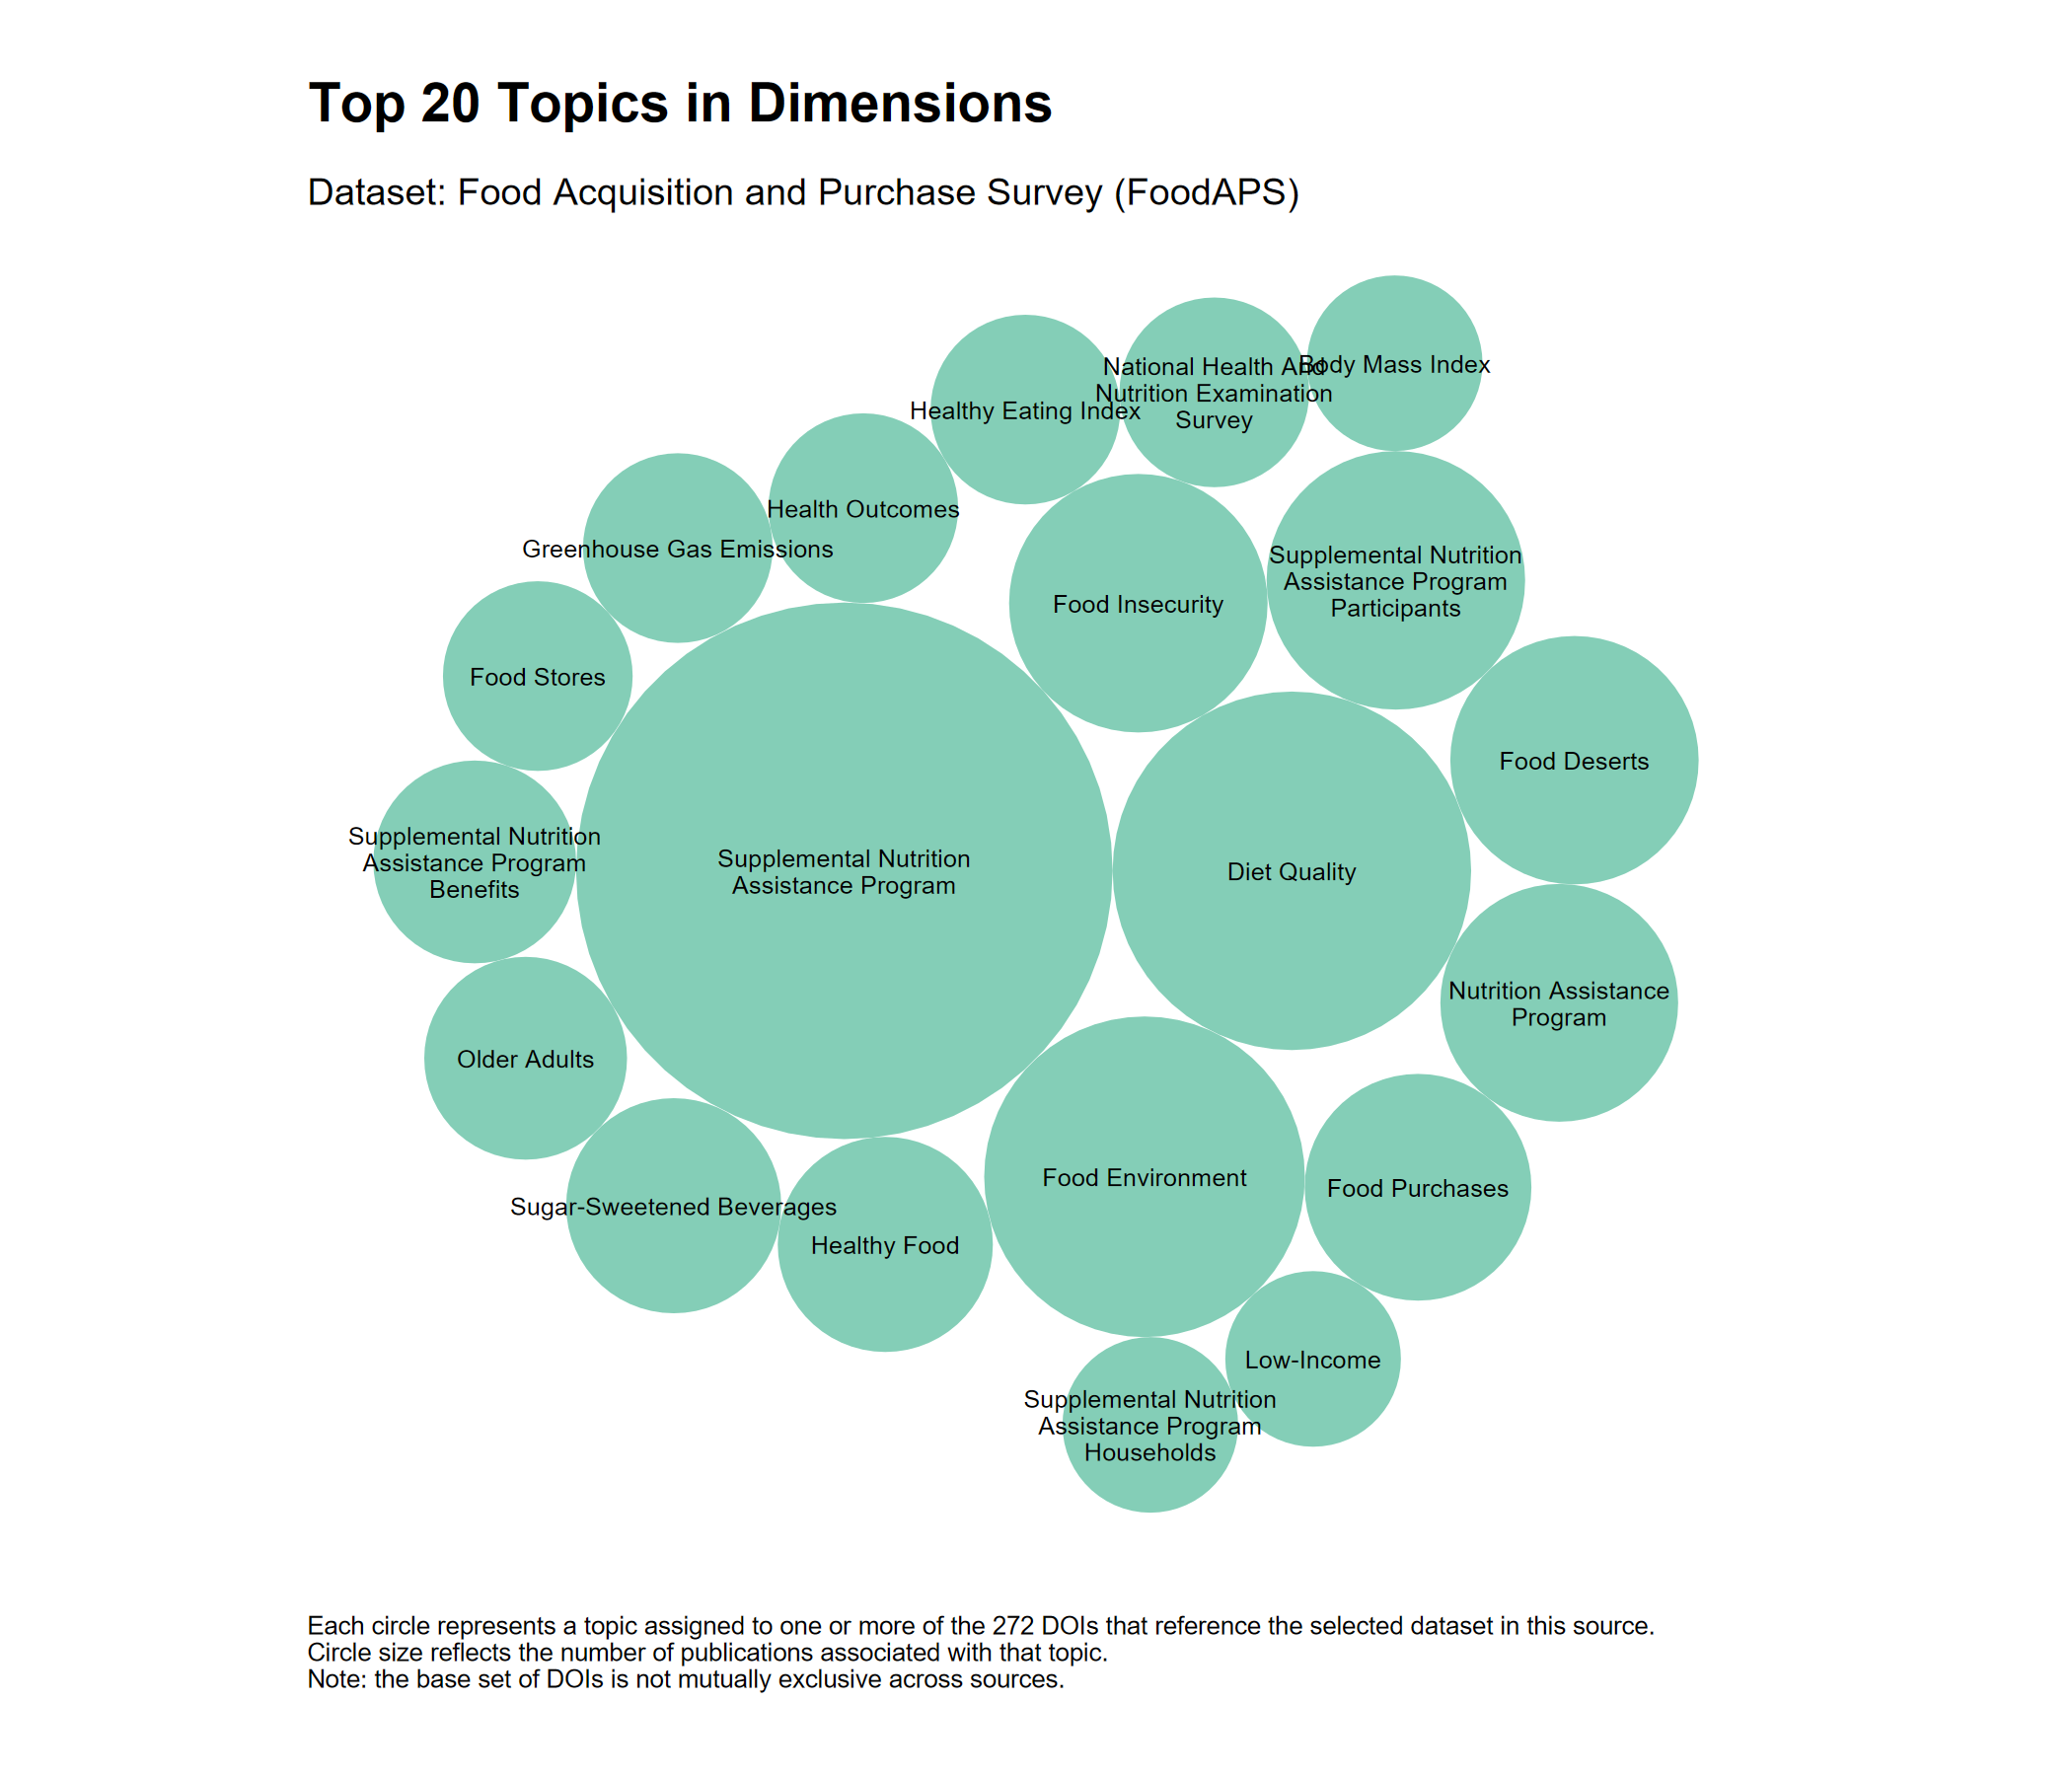 Top 20 Topics in Dimensions
Dataset: Food Acquisition and Purchase Survey (FoodAPS)
Body Mass Index
National Health And
Nutrition Examination
Survey
Healthy Eating Index
Health Outcomes
Greenhouse Gas Emissions
Supplemental Nutrition
Assistance Program
Participants
Food Insecurity
Food Stores
Food Deserts
Supplemental Nutrition
Assistance Program
Benefits
Supplemental Nutrition
Assistance Program
Diet Quality
Nutrition Assistance
Program
Older Adults
Food Environment
Food Purchases
Sugar-Sweetened Beverages
Healthy Food
Low-Income
Supplemental Nutrition
Assistance Program
Households
Each circle represents a topic assigned to one or more of the 272 DOIs that reference the selected dataset in this source.
Circle size reflects the number of publications associated with that topic.
Note: the base set of DOIs is not mutually exclusive across sources.